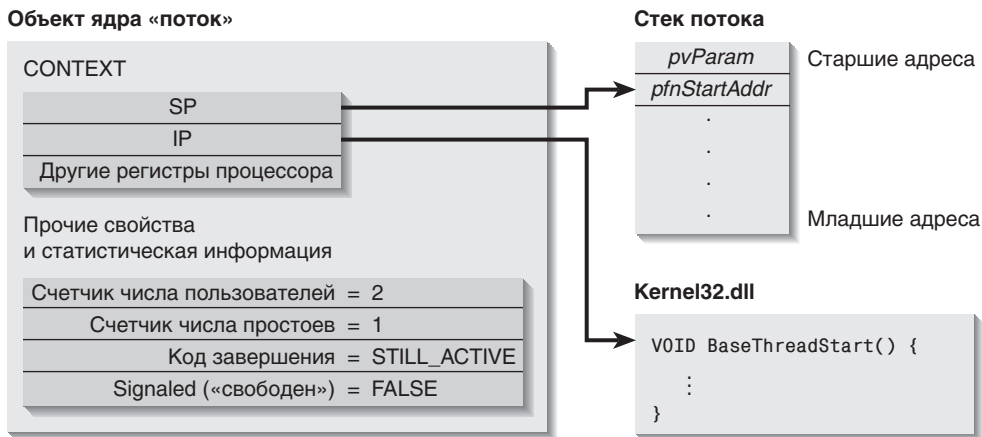 Объект ядра «поток»
CONTEXT
SP
IP
Другие регистры процессора
Прочие свойства
и статистическая информация
Счетчик числа пользователей = 2
Счетчик числа простоев = 1
Код завершения = STILL_ACTIVE
Signaled («свободен») = FALSE
Стек потока
pvParam
Старшие адреса
pfnStartAddr
.
.
.
.
Младшие адреса
Kernel32.dll
VOID BaseThreadStart() {
⋮
}